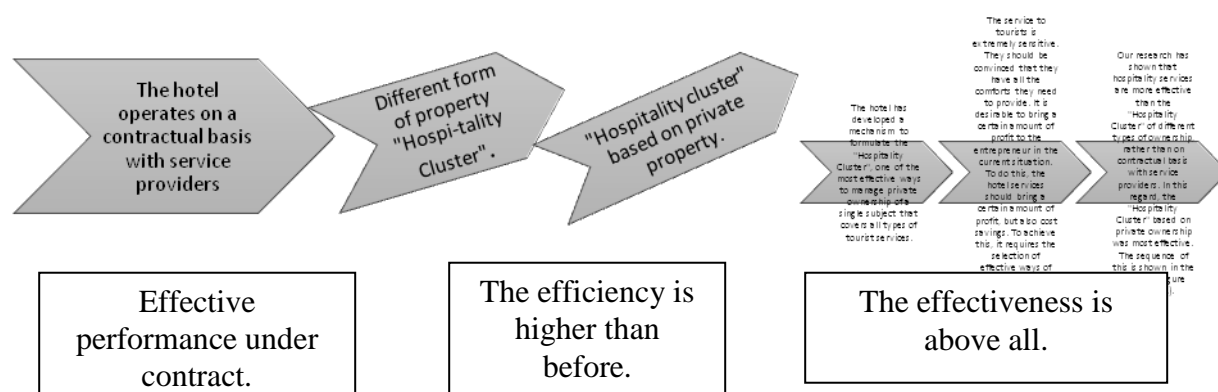 The hotel
operates on a
contractual basis
with service
providers
Different form
of property
"Hospi-tality
Cluster".
"Hospitality cluster"
based on private
property.
The hotel has
developed a
mechanism to
formulate the
"Hospitality
Cluster", one of the
most effective ways
to manage private
ownership of a
single subject that
covers all types of
tourist services.
The service to
tourists is
extremely sensitive.
They should be
convinced that they
have all the
comforts they need
to provide. It is
desirable to bring a
certain amount of
profit to the
entrepreneur in the
current situation.
To do this, the
hotel services
should bring a
certain amount of
profit, but also cost
savings. To achieve
this, it requires the
selection of
effective ways of
Our research has
shown that
hospitality services
are more effective
than the
"Hospitality
Cluster" of different
types of ownership
rather than on
contractual basis
with service
providers. In this
regard, the
"Hospitality
Cluster" based on
private ownership
was most effective.
The sequence of
this is shown in the
Effective
performance under
contract.
The efficiency is
higher than
before.
The effectiveness is
above all.